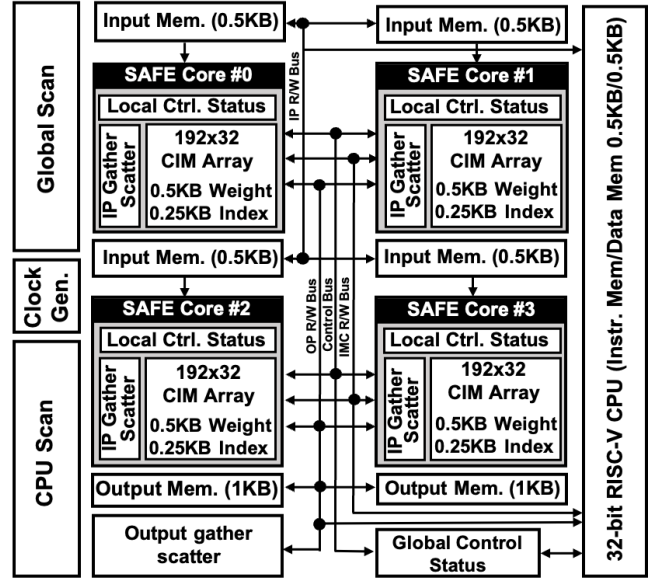 Global Scan
Clock
Gen.
CPU Scan
Input Mem. (0.5KB)
SAFE Core #0
Local Ctrl. Status
IP Gather
Scatter
192x32
CIM Array
0.5KB Weight
0.25KB Index
Input Mem. (0.5KB)
SAFE Core #1
Local Ctrl. Status
IP Gather
Scatter
192x32
CIM Array
0.5KB Weight
0.25KB Index
IP R/W Bus
Input Mem. (0.5KB)
SAFE Core #2
Local Ctrl. Status
IP Gather
Scatter
192x32
CIM Array
0.5KB Weight
0.25KB Index
Input Mem. (0.5KB)
SAFE Core #3
Local Ctrl. Status
IP Gather
Scatter
192x32
CIM Array
0.5KB Weight
0.25KB Index
OP R/W Bus
Control Bus
IMC R/W Bus
Output Mem. (1KB)
Output Mem. (1KB)
Output gather
scatter
Global Control
Status
32-bit RISC-V CPU (Instr. Mem/Data Mem 0.5KB/0.5KB)